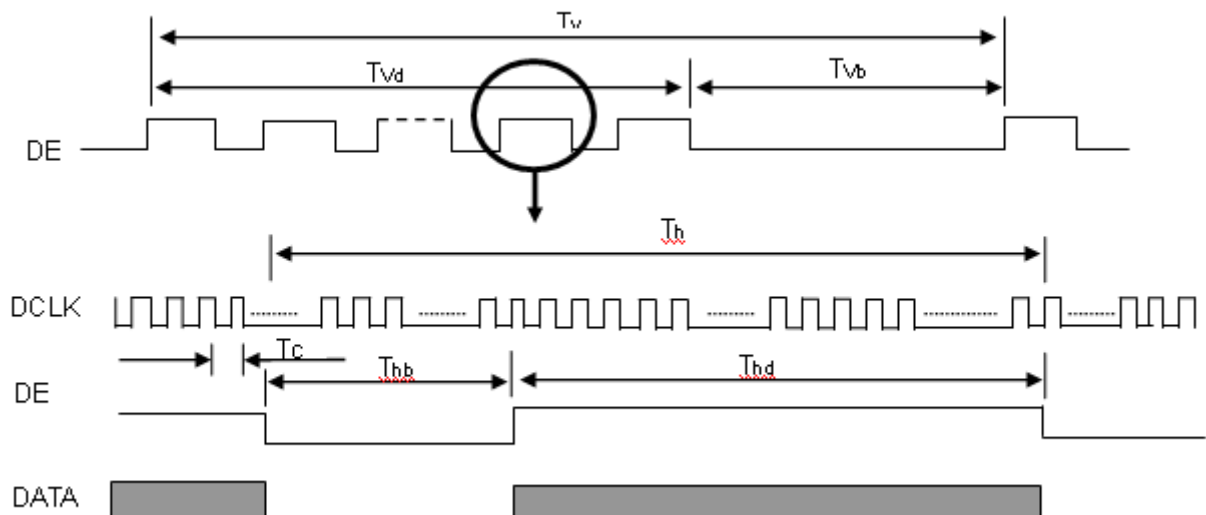 Tv
Tvd
Tvb
DE
Th
DCLK
Tc
Thb
Thd
DE
DATA